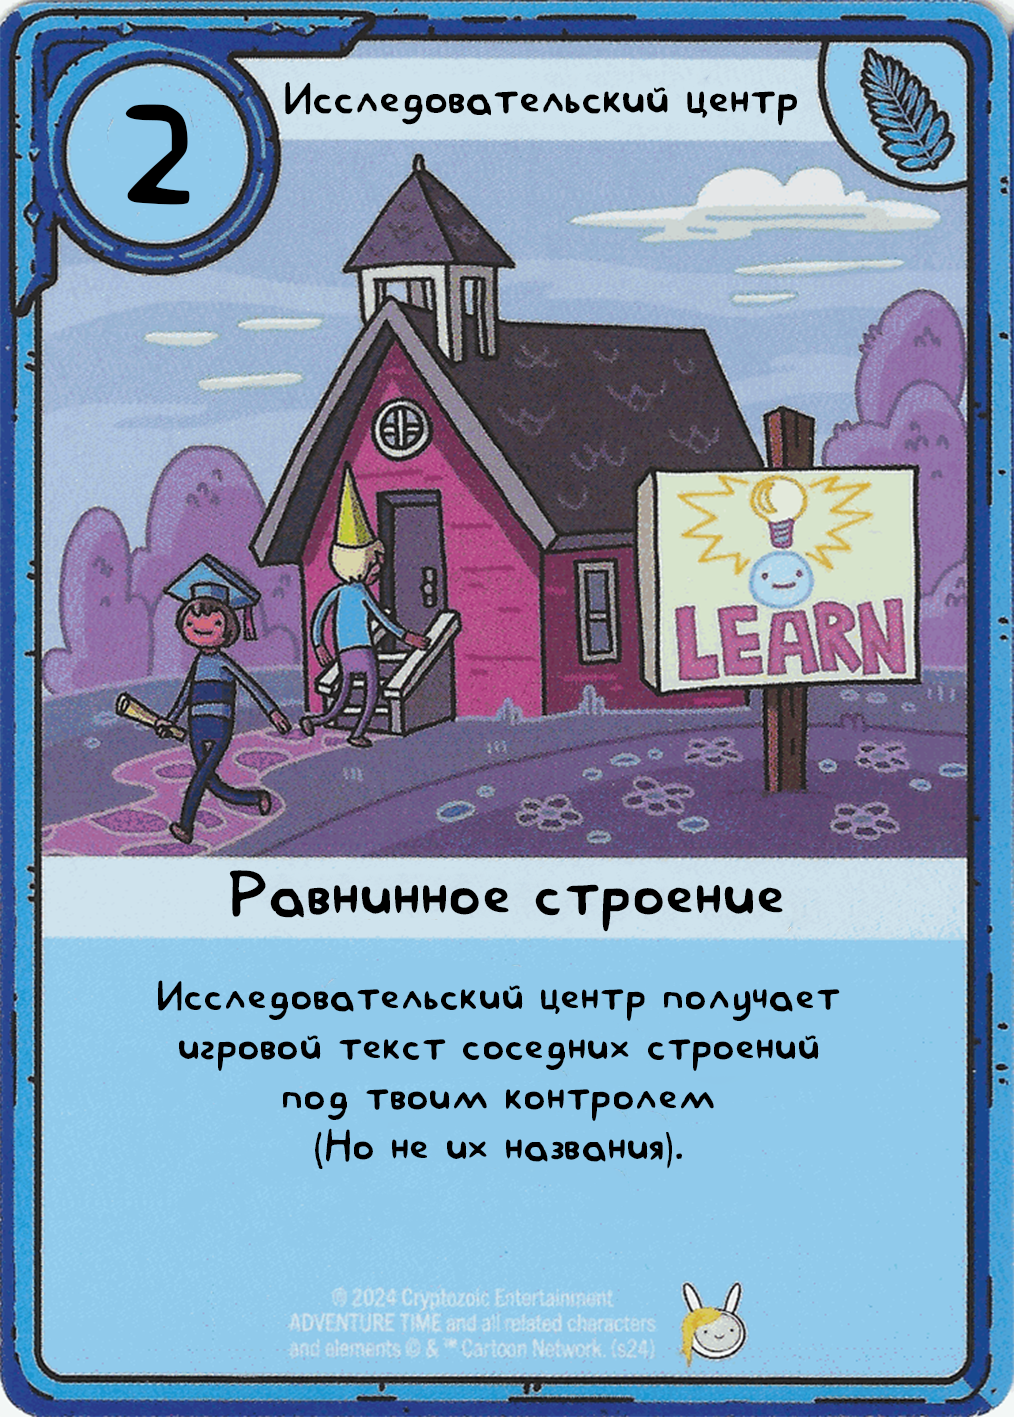 2
Исследовательский центр
LEARN
Равнинное строение
Исследовательский центр получает
игровой текст соседних строений
под твоим контролем
(Но не их названия).
© 2024 Cryptozoic Entertainment
ADVENTURE TIME and all related characters
and elements © & ™ Cartoon Network. (s24)